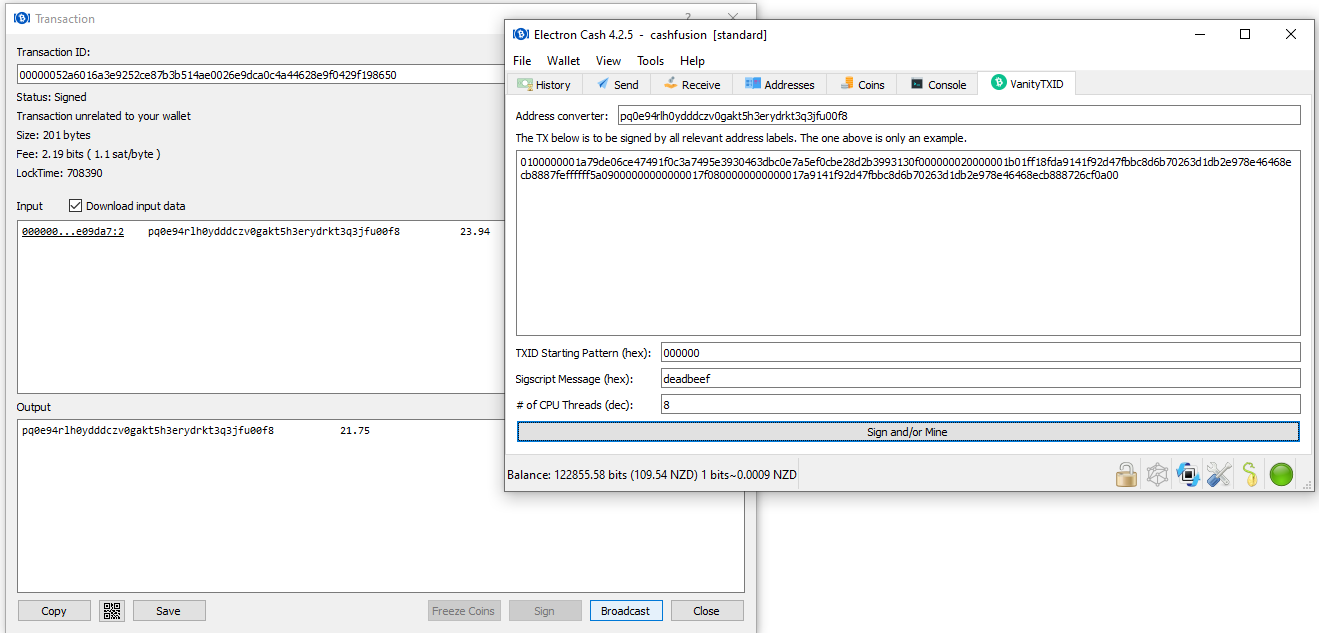 Transaction
?
Transaction ID:
00000052a6016a3e9252ce87b3b514ae0026e9dca0c4a44628e9f0429f198650
Status: Signed
Transaction unrelated to your wallet
Size: 201 bytes
Fee: 2.19 bits ( 1.1 sat/byte )
LockTime: 708390
Input
Download input data
000000...e09da7:2 pq0e94rlh0ydddczv0gakt5h3erydrkt3q3jfu00f8 23.94
Output
pq0e94rlh0ydddczv0gakt5h3erydrkt3q3jfu00f8 21.75
Copy Save Freeze Coins Sign Broadcast Close
Electron Cash 4.2.5 - cashfusion [standard]
File Wallet View Tools Help
History Send Receive Addresses Coins Console VanityTXID
Address converter: pq0e94rlh0ydddczv0gakt5h3erydrkt3q3jfu00f8
The TX below is to be signed by all relevant address labels. The one above is only an example.
0100000001a79de06ce47491f0c3a7495e3930463dbc0e7a5ef0cbe28d2b3993130f000000020000001b01ff18fda9141f92d47fbbc8d6b70263d1db2e978e46468e
cb8887feffffff5a09000000000000017f080000000000017a9141f92d47fbbc8d6b70263d1db2e978e46468ecb888726cf0a00
TXID Starting Pattern (hex): 000000
Sigscript Message (hex): deadbeef
# of CPU Threads (dec): 8
Sign and/or Mine
Balance: 122855.58 bits (109.54 NZD) 1 bits~0.0009 NZD